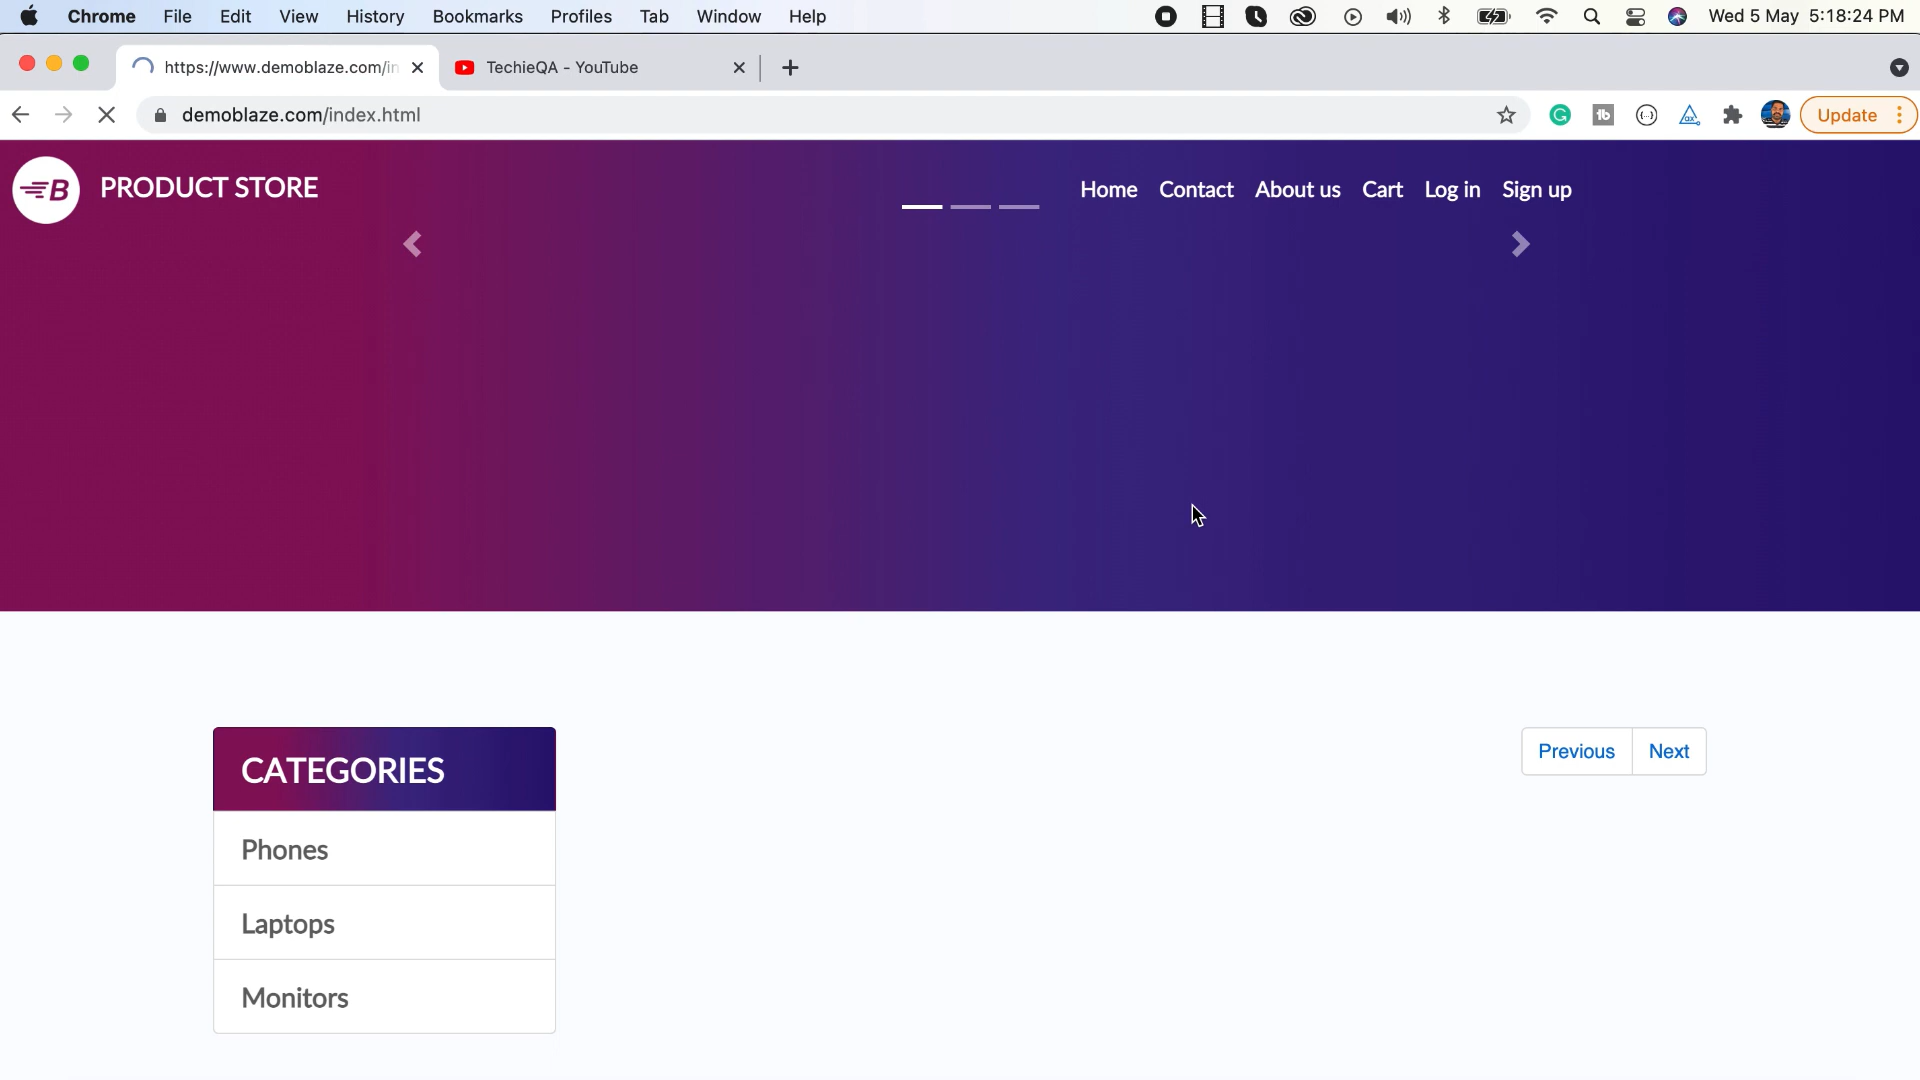 Chrome File Edit View History Bookmarks Profiles Tab Window Help Wed 5 May 5:18:24 PM
https://www.demoblaze.com/in TechieQA - YouTube
demoblaze.com/index.html Update
B PRODUCT STORE Home Contact About us Cart Log in Sign up
CATEGORIES
Previous Next
Phones
Laptops
Monitors